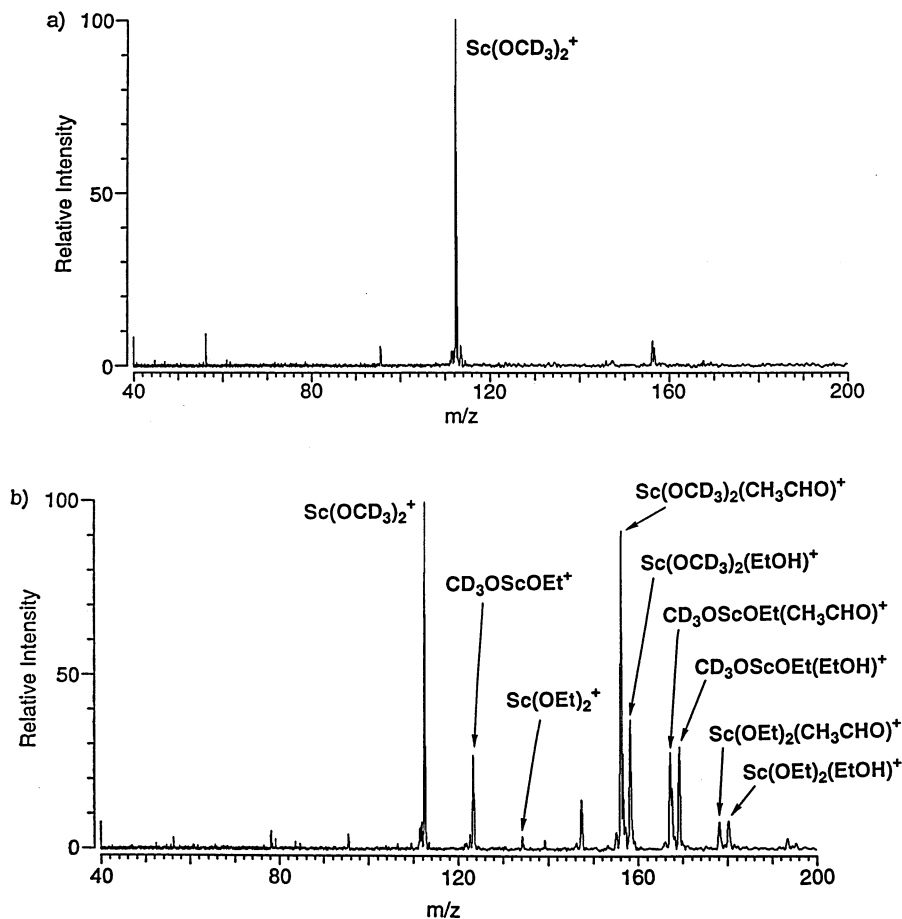 a)
100
50
0
Relative Intensity
Sc(OCD₃)₂⁺
40 80 120 160 200
m/z
b)
100
50
0
Relative Intensity
Sc(OCD₃)₂⁺
CD₃OScOEt⁺
Sc(OEt)₂⁺
Sc(OCD₃)₂(CH₃CHO)⁺
Sc(OCD₃)₂(EtOH)⁺
CD₃OScOEt(CH₃CHO)⁺
CD₃OScOEt(EtOH)⁺
Sc(OEt)₂(CH₃CHO)⁺
Sc(OEt)₂(EtOH)⁺
40 80 120 160 200
m/z